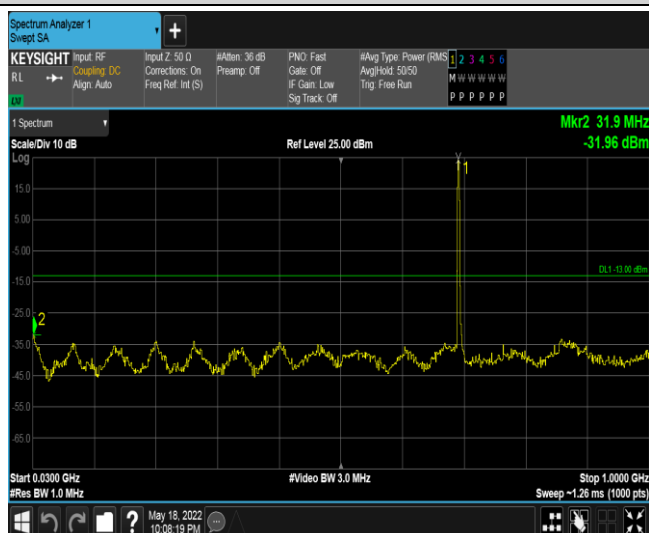 Spectrum Analyzer 1
Swept SA
+
KEYSIGHT
RL
Input: RF
Coupling: DC
Align: Auto
Input Z: 50 Ω
Corrections: On
Freq Ref: Int (S)
#Atten: 36 dB
Preamp: Off
PNO: Fast
Gate: Off
IF Gain: Low
Sig Track: Off
#Avg Type: Power (RMS
Avg|Hold: 50/50
Trig: Free Run
1 2 3 4 5 6
M W W W W W
P P P P P P
1 Spectrum
Scale/Div 10 dB
Ref Level 25.00 dBm
Mkr2 31.9 MHz
-31.96 dBm
Log
1
15.0
5.00
-5.00
DL1 -13.00 dBm
-15.0
-25.0
2
-35.0
-45.0
-55.0
-65.0
Start 0.0300 GHz
#Video BW 3.0 MHz
Stop 1.0000 GHz
#Res BW 1.0 MHz
Sweep ~1.26 ms (1000 pts)
?
May 18, 2022
10:08:19 PM